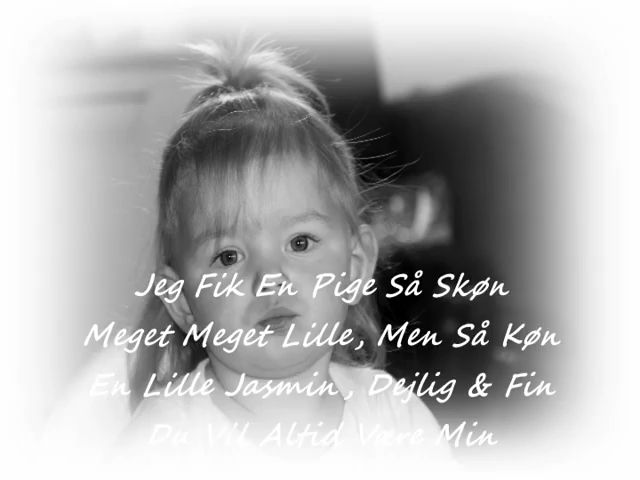 Jeg Fik En Pige Så Skøn
Meget Meget Lille, Men Så Køn
En Lille Jasmin, Dejlig & Fin
Du Vil Altid Være Min